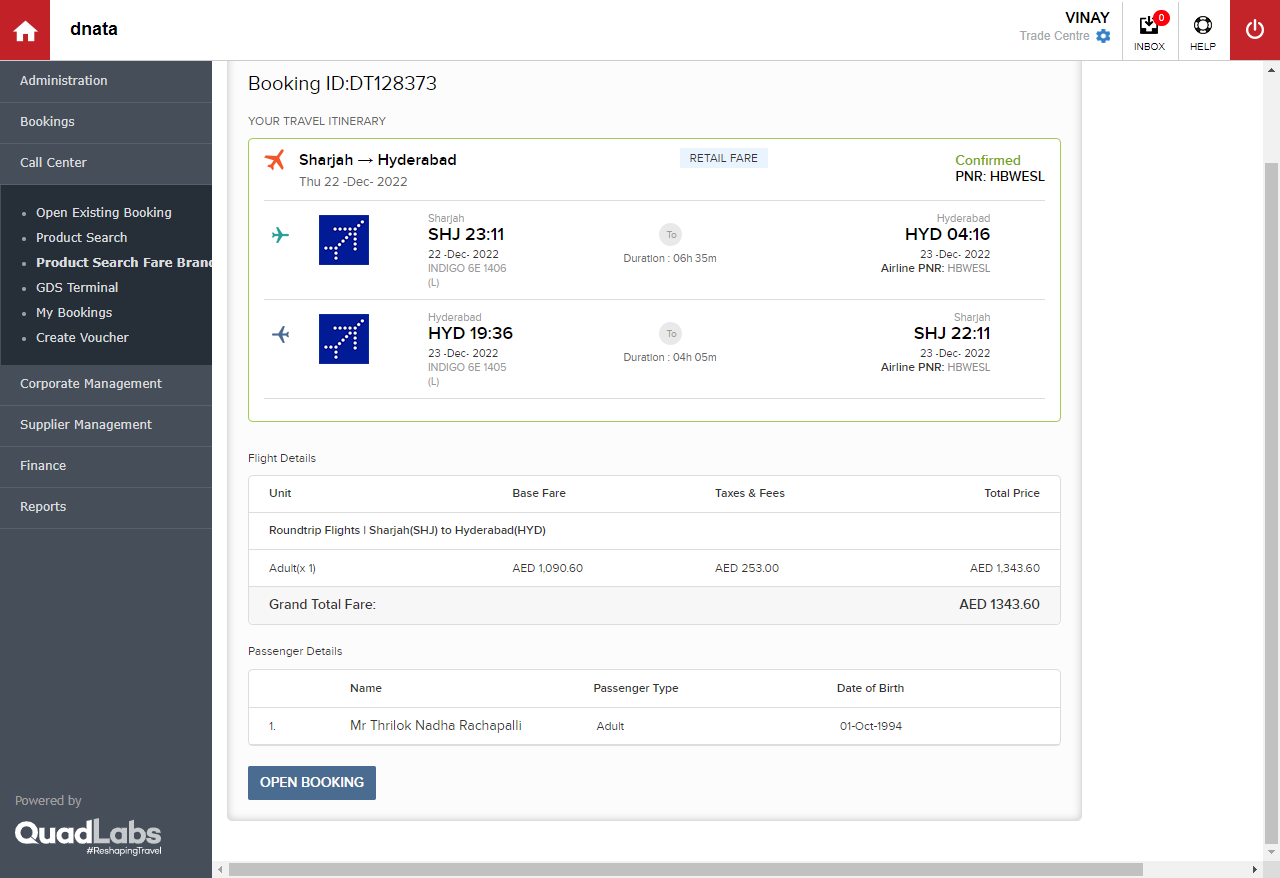 dnata
VINAY
Trade Centre
0
INBOX
HELP
Administration
Bookings
Call Center
Open Existing Booking
Product Search
Product Search Fare Bran
GDS Terminal
My Bookings
Create Voucher
Corporate Management
Supplier Management
Finance
Reports
Powered by
QuadLabs
#ReshapingTravel
Booking ID:DT128373
YOUR TRAVEL ITINERARY
Sharjah → Hyderabad
Thu 22 -Dec- 2022
RETAIL FARE
Confirmed
PNR: HBWESL
Sharjah
SHJ 23:11
22 -Dec- 2022
INDIGO 6E 1406
(L)
To
Duration : 06h 35m
Hyderabad
HYD 04:16
23 -Dec- 2022
Airline PNR: HBWESL
Hyderabad
HYD 19:36
23 -Dec- 2022
INDIGO 6E 1405
(L)
To
Duration : 04h 05m
Sharjah
SHJ 22:11
23 -Dec- 2022
Airline PNR: HBWESL
Flight Details
Unit Base Fare Taxes & Fees Total Price
Roundtrip Flights | Sharjah(SHJ) to Hyderabad(HYD)
Adult(x 1) AED 1,090.60 AED 253.00 AED 1,343.60
Grand Total Fare: AED 1343.60
Passenger Details
Name Passenger Type Date of Birth
1. Mr Thrilok Nadha Rachapalli Adult 01-Oct-1994
OPEN BOOKING